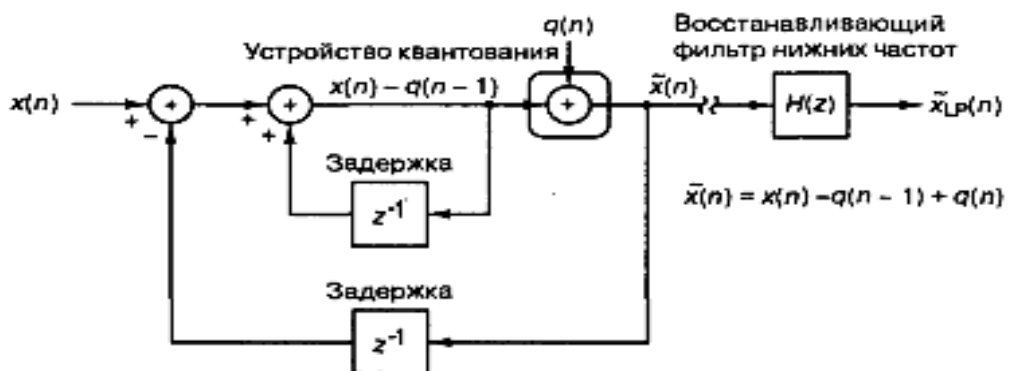 q(n)
Восстанавливающий
фильтр нижних частот
Устройство квантования
x(n)
+
+
x(n) – q(n – 1)
+
x̃(n)
H(z)
x̃LP(n)
+
–
+
+
Задержка
z⁻¹
x̃(n) = x(n) –q(n – 1) + q(n)
Задержка
z⁻¹